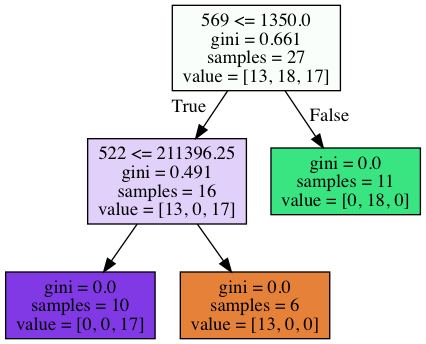 569 <= 1350.0
gini = 0.661
samples = 27
value = [13, 18, 17]
True
False
522 <= 211396.25
gini = 0.491
samples = 16
value = [13, 0, 17]
gini = 0.0
samples = 11
value = [0, 18, 0]
gini = 0.0
samples = 10
value = [0, 0, 17]
gini = 0.0
samples = 6
value = [13, 0, 0]